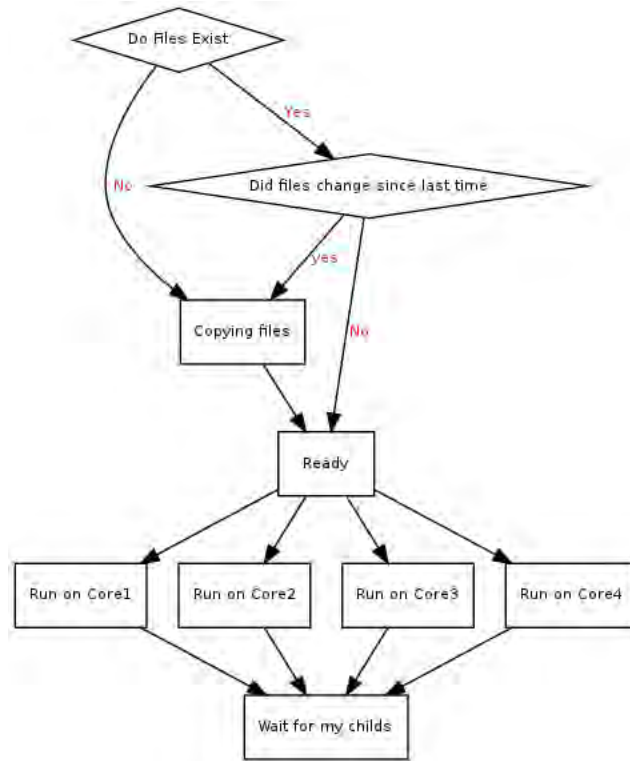 Do Files Exist
Yes
No
Did files change since last time
yes
Copying files
No
Ready
Run on Core1
Run on Core2
Run on Core3
Run on Core4
Wait for my childs